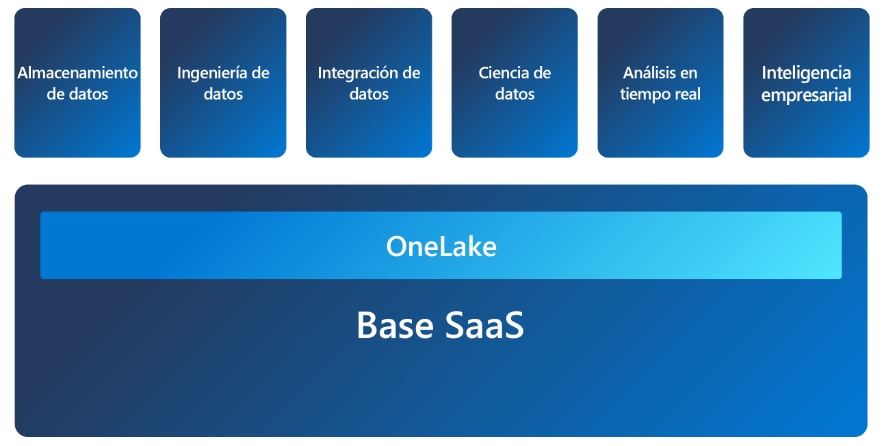 Almacenamiento
de datos
Ingeniería de
datos
Integración de
datos
Ciencia de
datos
Análisis en
tiempo real
Inteligencia
empresarial
OneLake
Base SaaS